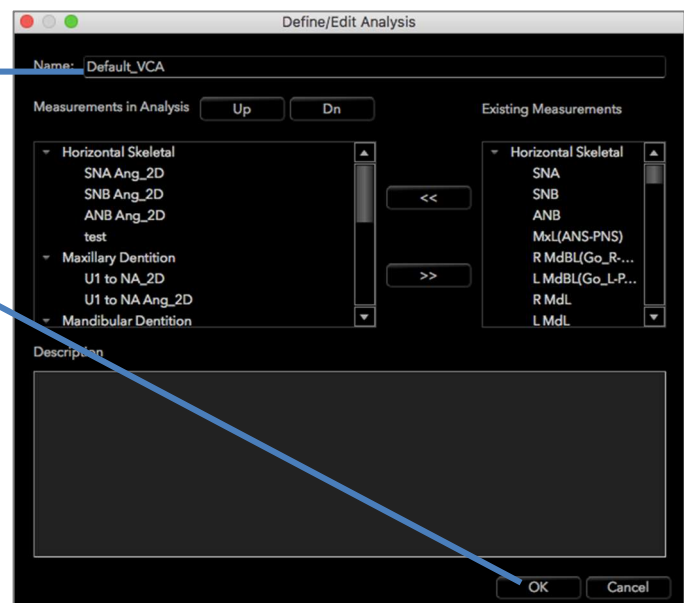 Define/Edit Analysis
Name: Default_VCA
Measurements in Analysis Up Dn
Horizontal Skeletal
SNA Ang_2D
SNB Ang_2D
ANB Ang_2D
test
Maxillary Dentition
U1 to NA_2D
U1 to NA Ang_2D
Mandibular Dentition
<<
>>
Existing Measurements
Horizontal Skeletal
SNA
SNB
ANB
MxL(ANS-PNS)
R MdBL(Go_R-...
L MdBL(Go_L-P...
R MdL
L MdL
Description
OK Cancel